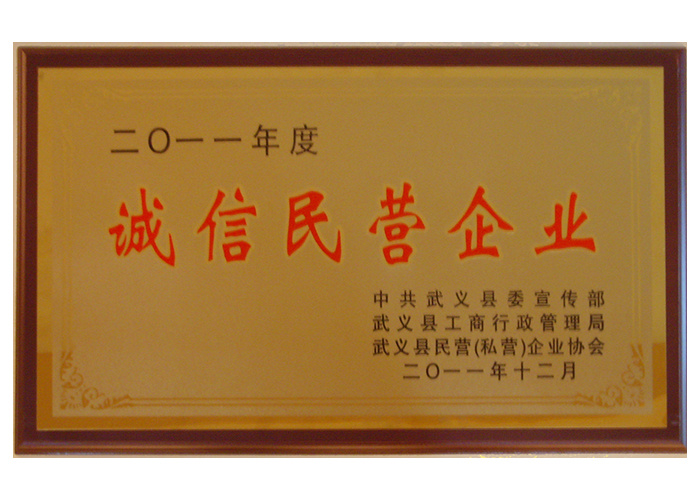 二〇一一年度
诚信民营企业
中共武义县委宣传部
武义县工商行政管理局
武义县民营(私营)企业协会
二〇一一年十二月